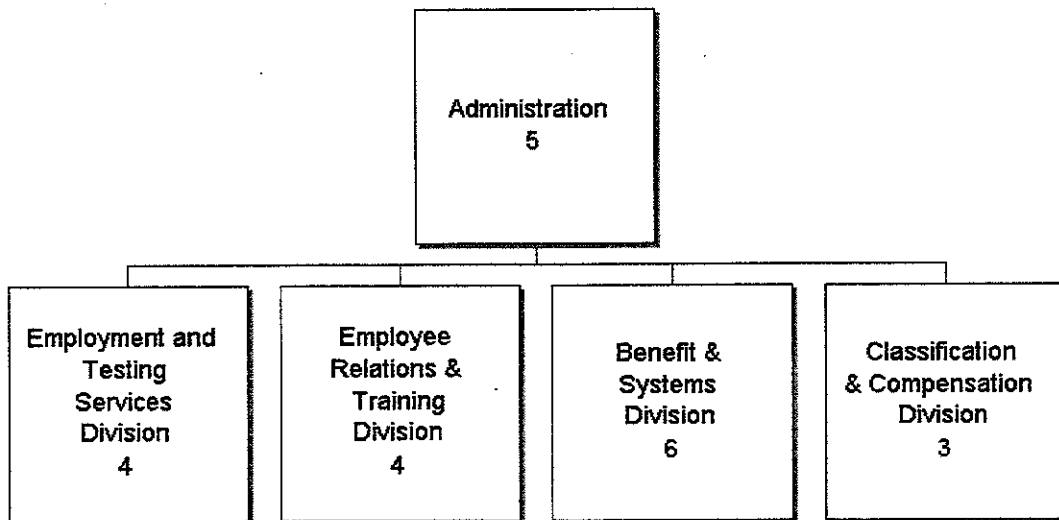 Administration
5
Employment and
Testing
Services
Division
4
Employee
Relations &
Training
Division
4
Benefit &
Systems
Division
6
Classification
& Compensation
Division
3